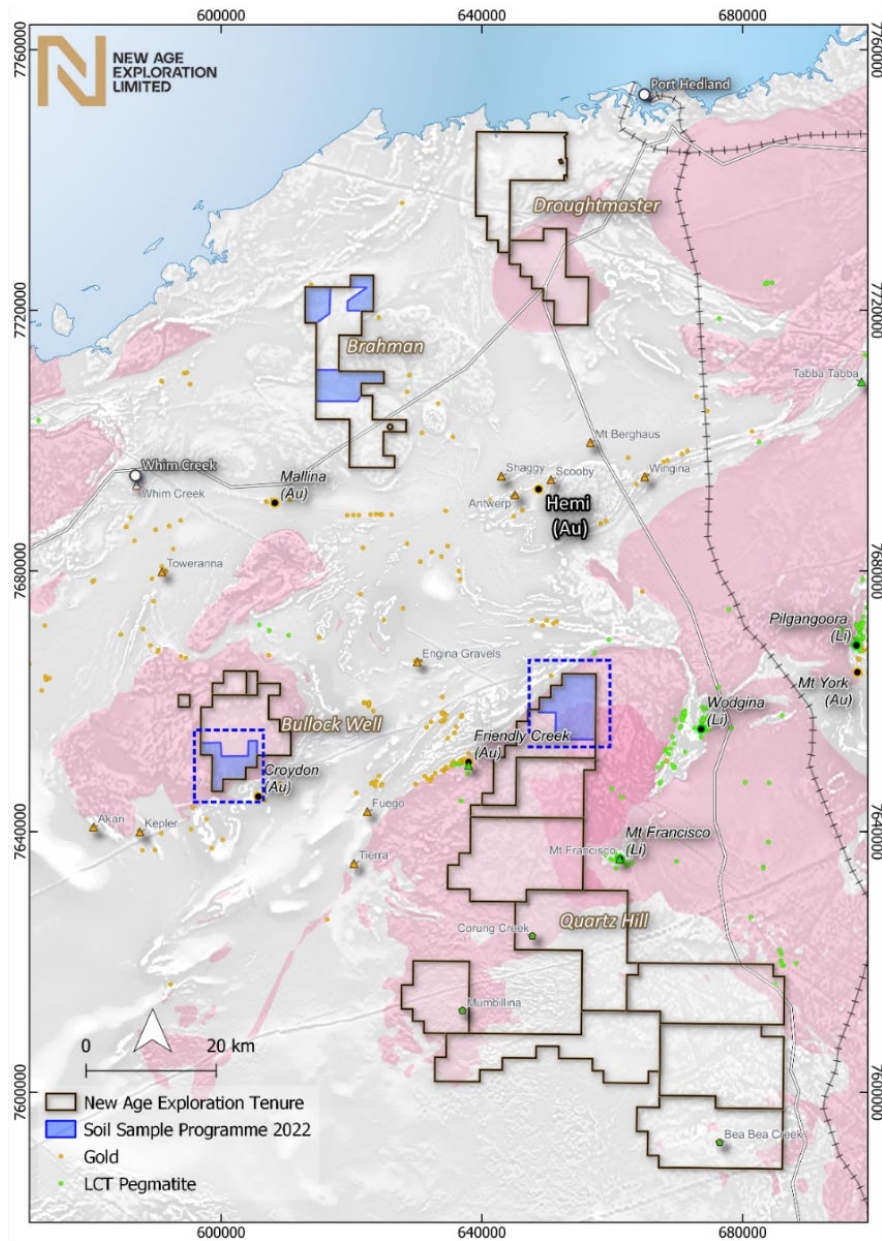 600000
640000
680000
7760000
7760000
NEW AGE
EXPLORATION
LIMITED
Port Hedland
Droughtmaster
7720000
7720000
Brahman
Tabba Tabba
Mt Berghaus
Whim Creek
Whim Creek
Mallina
(Au)
Shaggy
Scooby
Wingina
Antwerp
Hemi
(Au)
7680000
7680000
Toweranna
Pilgangoora
(Li)
Engina Gravels
Mt York
(Au)
Wodgina
(Li)
Bullock Well
Friendly Creek
(Au)
Croydon
(Au)
Fuego
Akari
Kepler
7640000
7640000
Mt Francisco
(Li)
Mt Francisco
Tierra
Quartz Hill
Corung Creek
Mumbillina
0
20 km
7600000
7600000
New Age Exploration Tenure
Soil Sample Programme 2022
Gold
LCT Pegmatite
Bea Bea Creek
600000
640000
680000